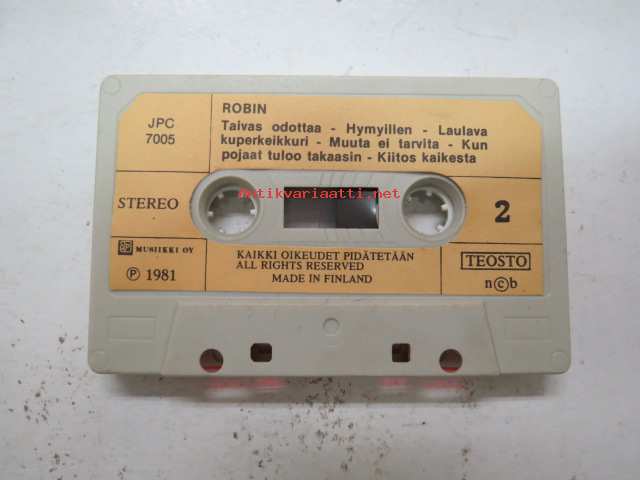 JPC
7005
ROBIN
Taivas odottaa - Hymyillen - Laulava
kuperkeikkuri - Muuta ei tarvita - Kun
pojaat tuloo takaasin - Kiitos kaikesta
antikvariaatti.net
STEREO
2
MUSIIKKI OY
℗ 1981
KAIKKI OIKEUDET PIDÄTETÄÄN
ALL RIGHTS RESERVED
MADE IN FINLAND
TEOSTO
n©b